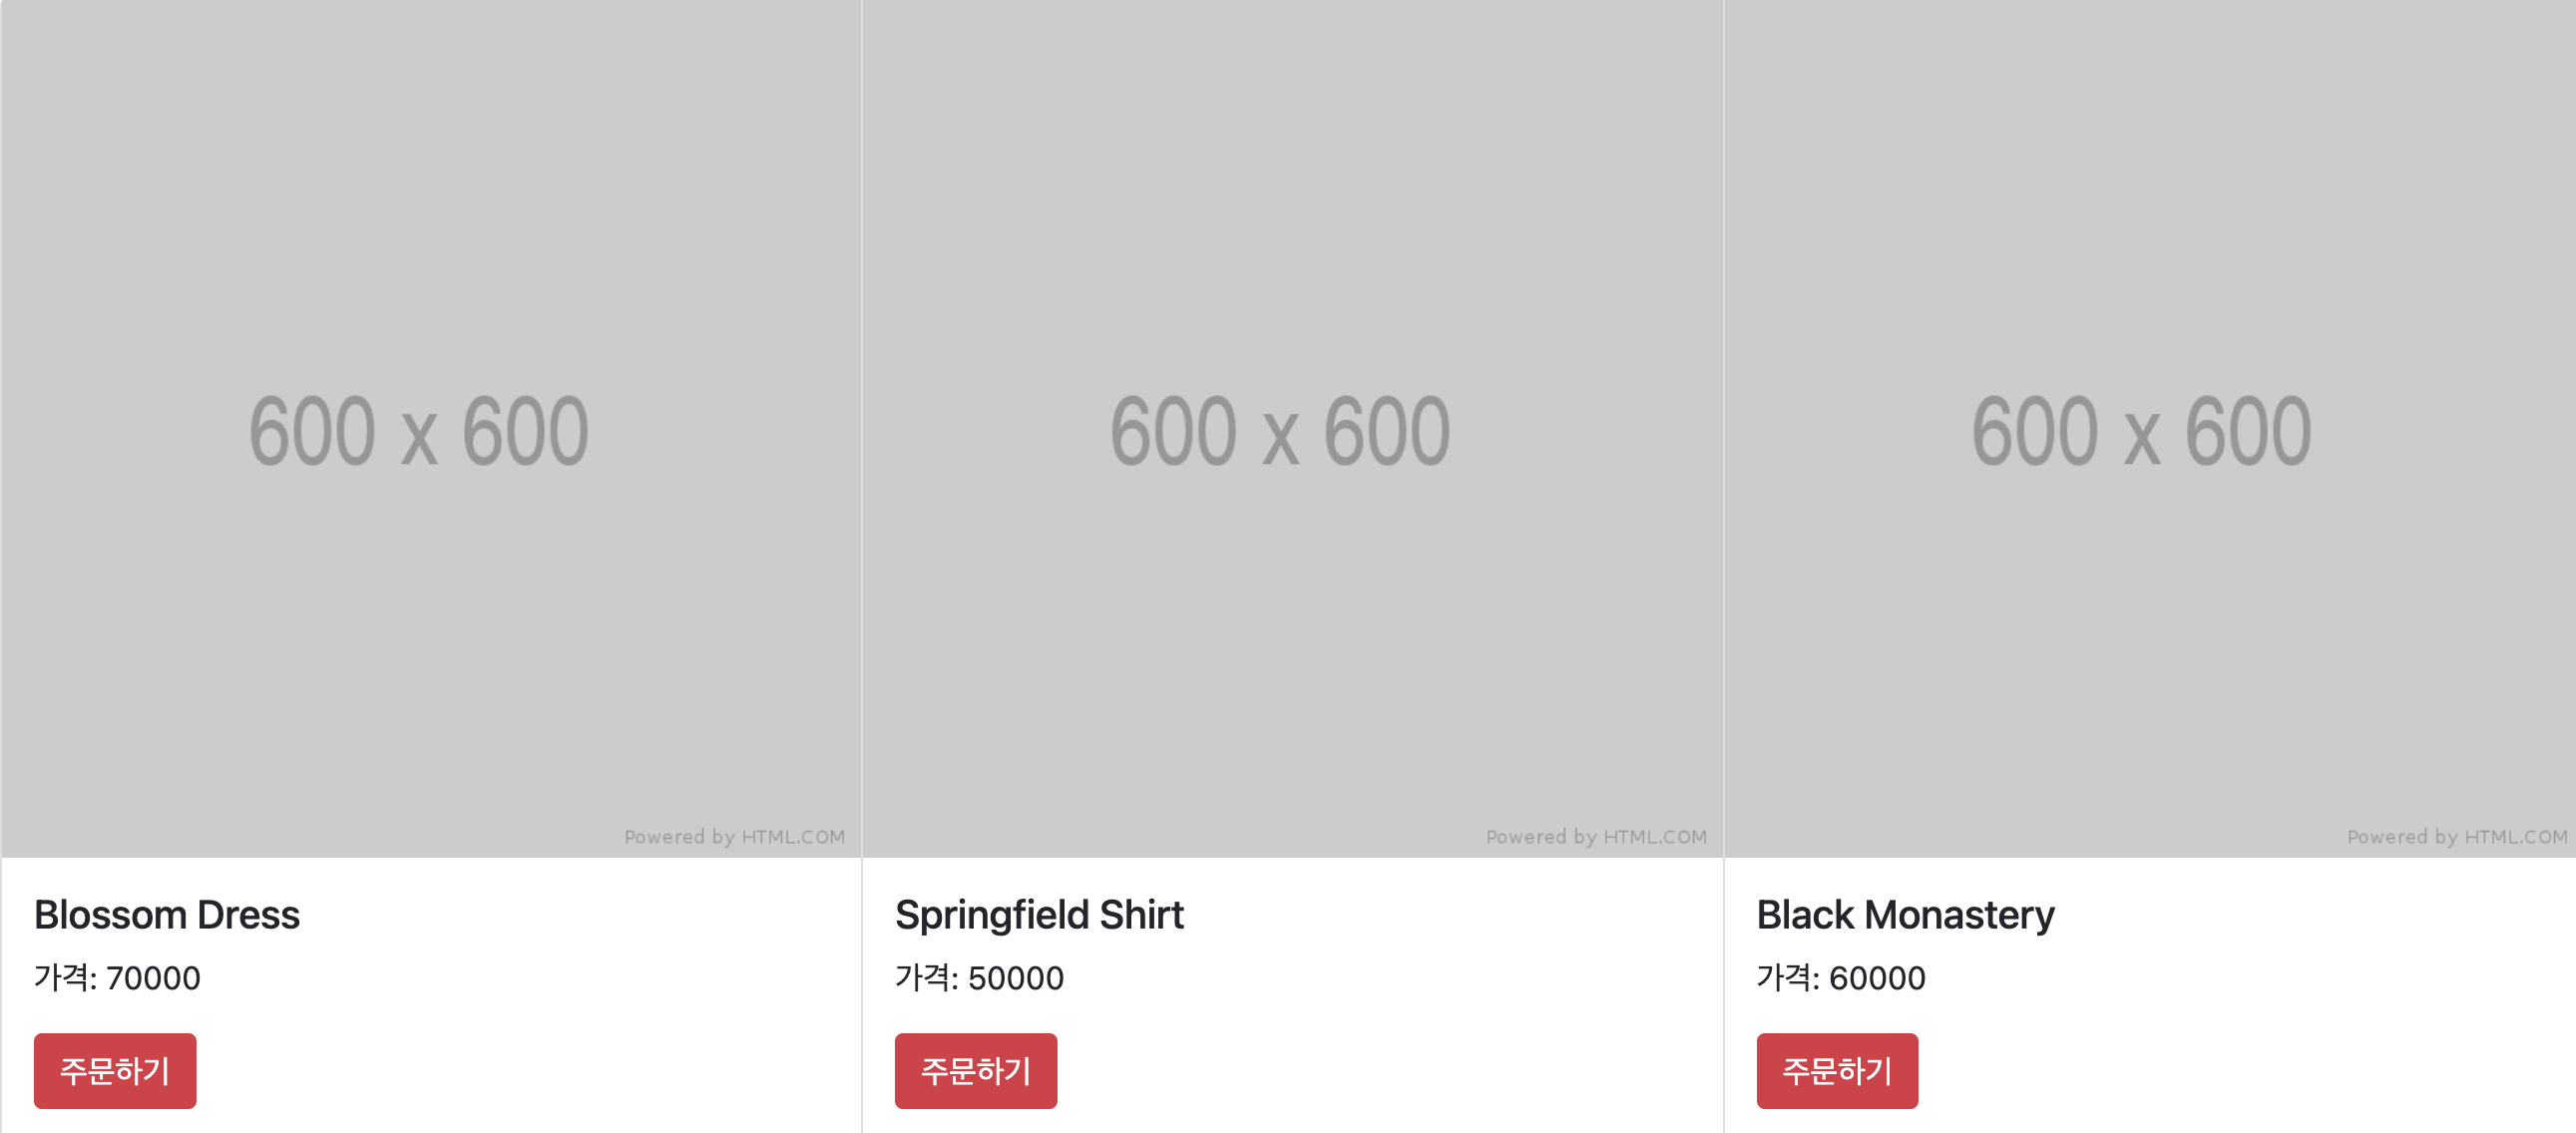 600 x 600
Powered by HTML.COM
Blossom Dress
가격: 70000
주문하기
600 x 600
Powered by HTML.COM
Springfield Shirt
가격: 50000
주문하기
600 x 600
Powered by HTML.COM
Black Monastery
가격: 60000
주문하기